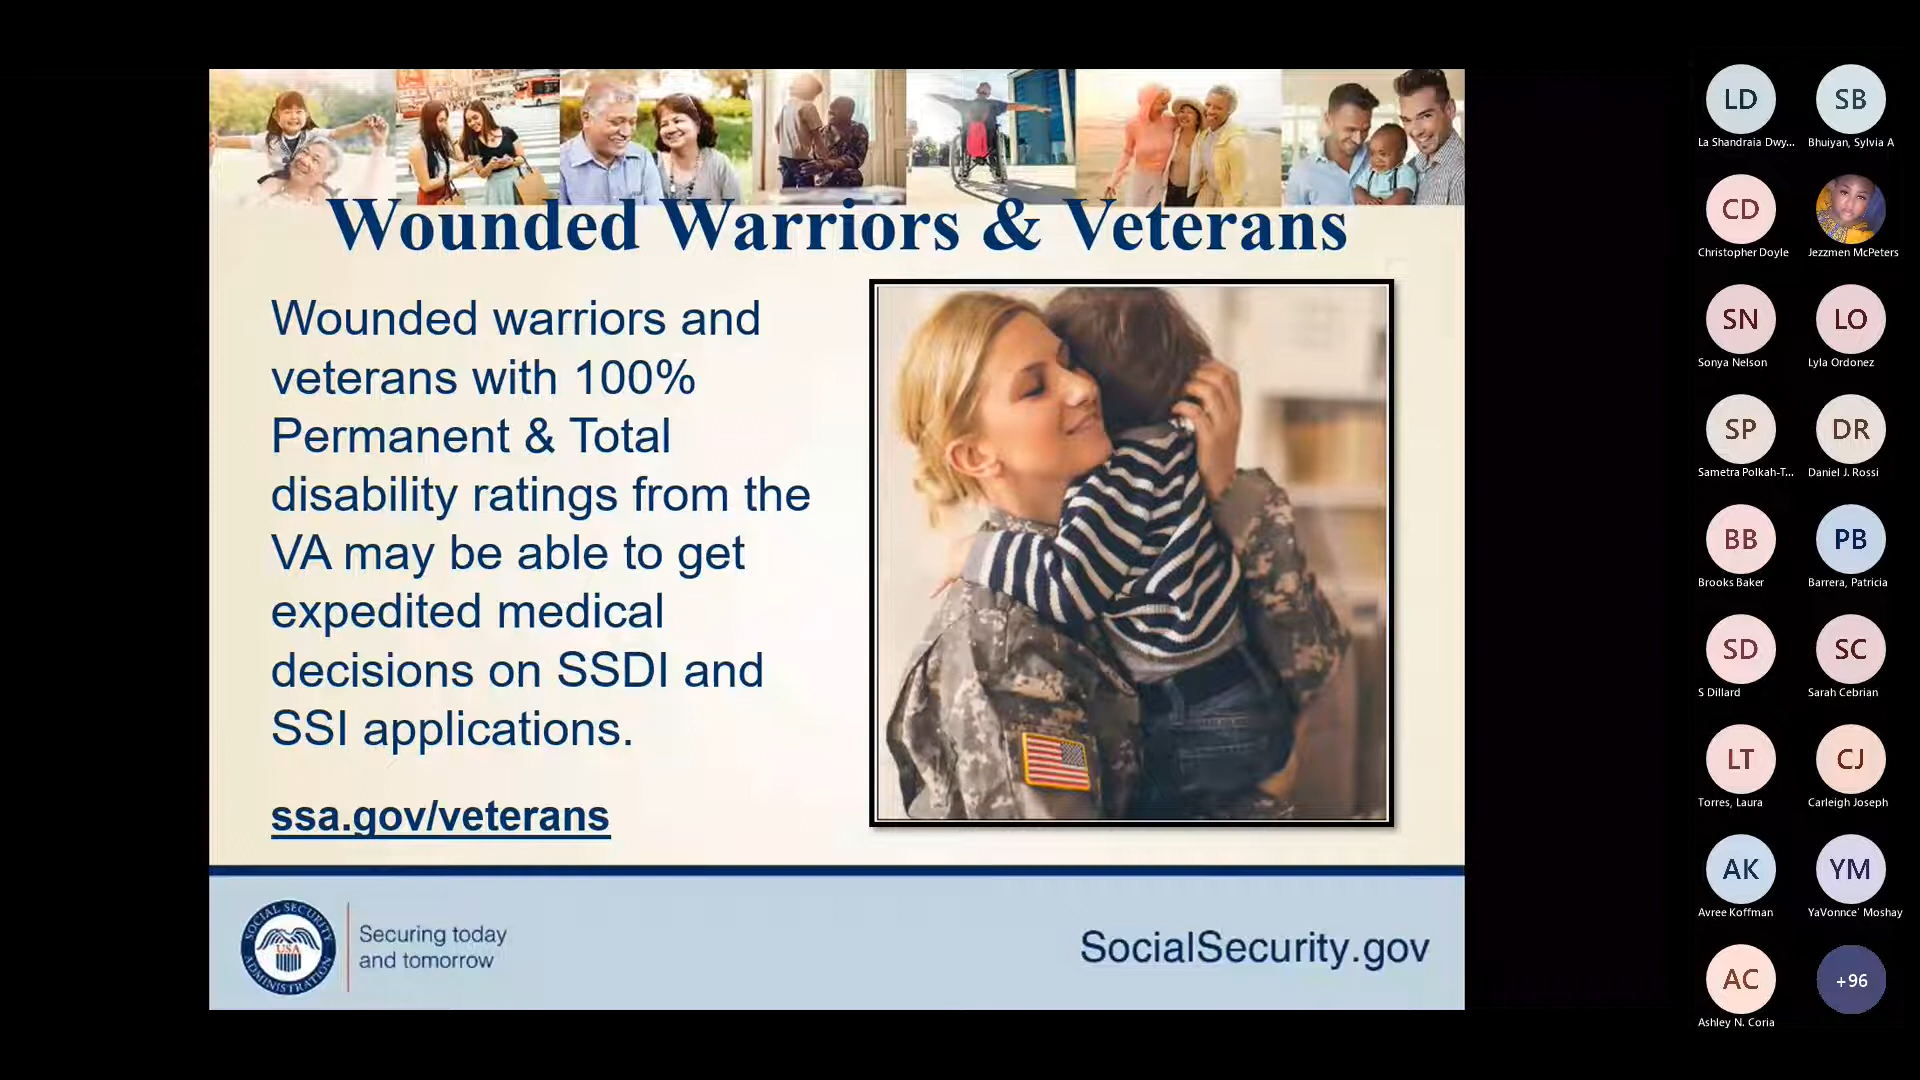 Wounded Warriors & Veterans
Wounded warriors and
veterans with 100%
Permanent & Total
disability ratings from the
VA may be able to get
expedited medical
decisions on SSDI and
SSI applications.
ssa.gov/veterans
SOCIAL SECURITY ADMINISTRATION
USA
Securing today
and tomorrow
SocialSecurity.gov
LD
SB
La Shandraia Dwy...
Bhuiyan, Sylvia A
CD
Christopher Doyle
Jezzmen McPeters
SN
LO
Sonya Nelson
Lyla Ordonez
SP
DR
Sametra Polkah-T...
Daniel J. Rossi
BB
PB
Brooks Baker
Barrera, Patricia
SD
SC
S Dillard
Sarah Cebrian
LT
CJ
Torres, Laura
Carleigh Joseph
AK
YM
Avree Koffman
YaVonnce' Moshay
AC
+96
Ashley N. Coria